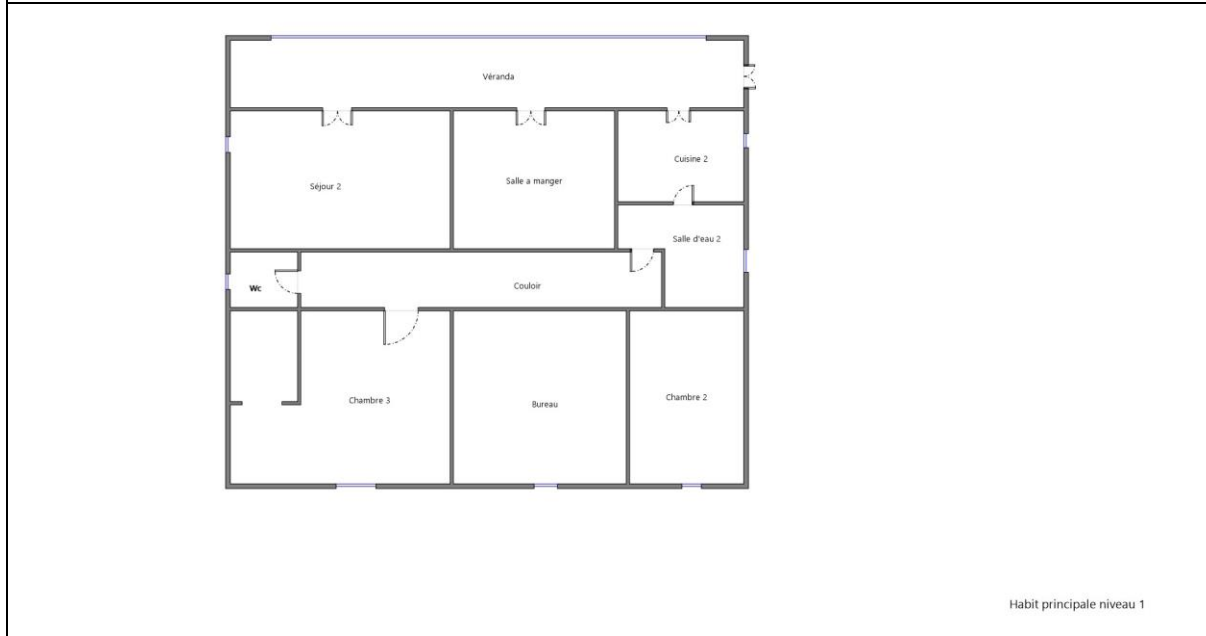 Véranda
Cuisine 2
Séjour 2
Salle a manger
Salle d'eau 2
Wc
Couloir
Chambre 3
Bureau
Chambre 2
Habit principale niveau 1